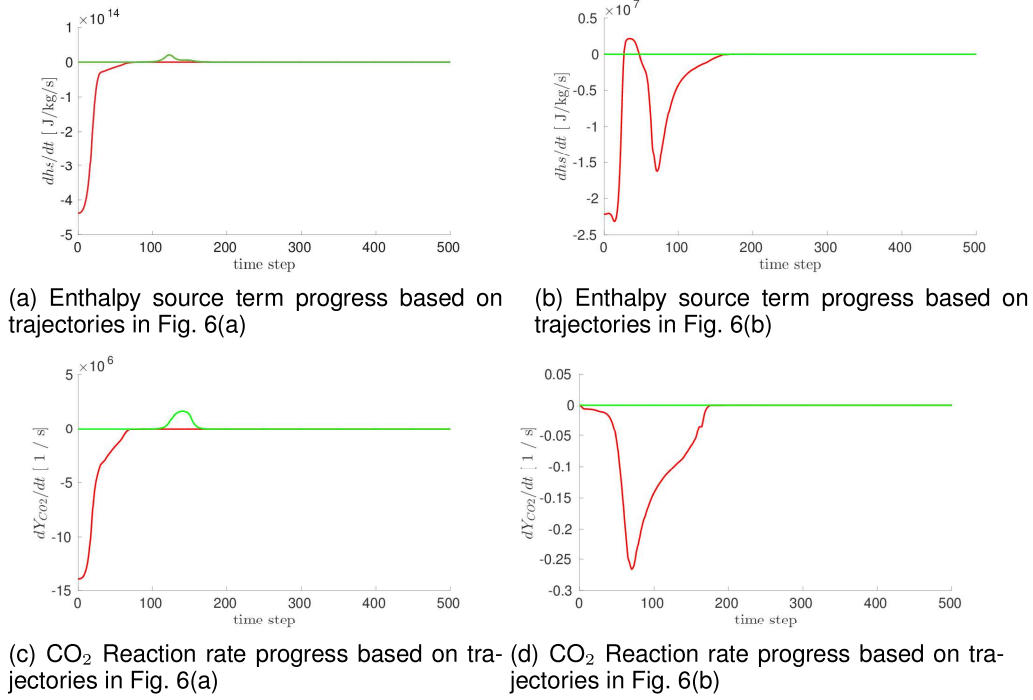 ×10^14
1
0
-1
-2
-3
-4
-5
dhs/dt [ J/kg/s]
0 100 200 300 400 500
time step
(a) Enthalpy source term progress based on
trajectories in Fig. 6(a)
×10^7
0.5
0
-0.5
-1
-1.5
-2
-2.5
dhs/dt [ J/kg/s]
0 100 200 300 400 500
time step
(b) Enthalpy source term progress based on
trajectories in Fig. 6(b)
×10^6
5
0
-5
-10
-15
dY_CO2/dt [ 1 / s]
0 100 200 300 400 500
time step
(c) CO₂ Reaction rate progress based on tra-
jectories in Fig. 6(a)
0.05
0
-0.05
-0.1
-0.15
-0.2
-0.25
-0.3
dY_CO2/dt [ 1 / s]
0 100 200 300 400 500
time step
(d) CO₂ Reaction rate progress based on tra-
jectories in Fig. 6(b)